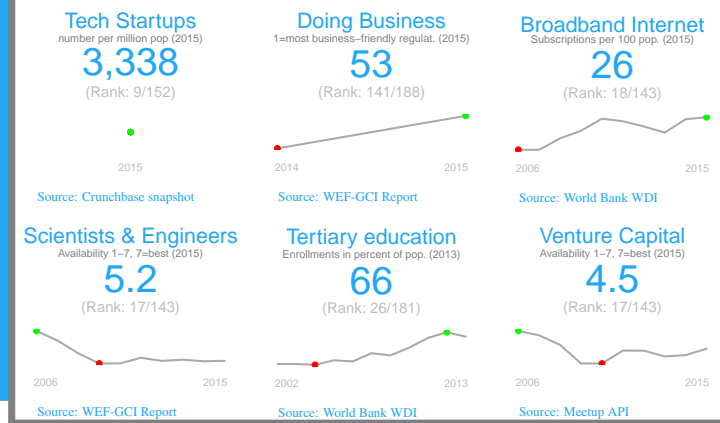 Tech Startups
number per million pop (2015)
3,338
(Rank: 9/152)
2015
Source: Crunchbase snapshot
Doing Business
1=most business−friendly regulat. (2015)
53
(Rank: 141/188)
2014 2015
Source: WEF-GCI Report
Broadband Internet
Subscriptions per 100 pop. (2015)
26
(Rank: 18/143)
2006 2015
Source: World Bank WDI
Scientists & Engineers
Availability 1−7, 7=best (2015)
5.2
(Rank: 17/143)
2006 2015
Source: WEF-GCI Report
Tertiary education
Enrollments in percent of pop. (2013)
66
(Rank: 26/181)
2002 2013
Source: World Bank WDI
Venture Capital
Availability 1−7, 7=best (2015)
4.5
(Rank: 17/143)
2006 2015
Source: Meetup API